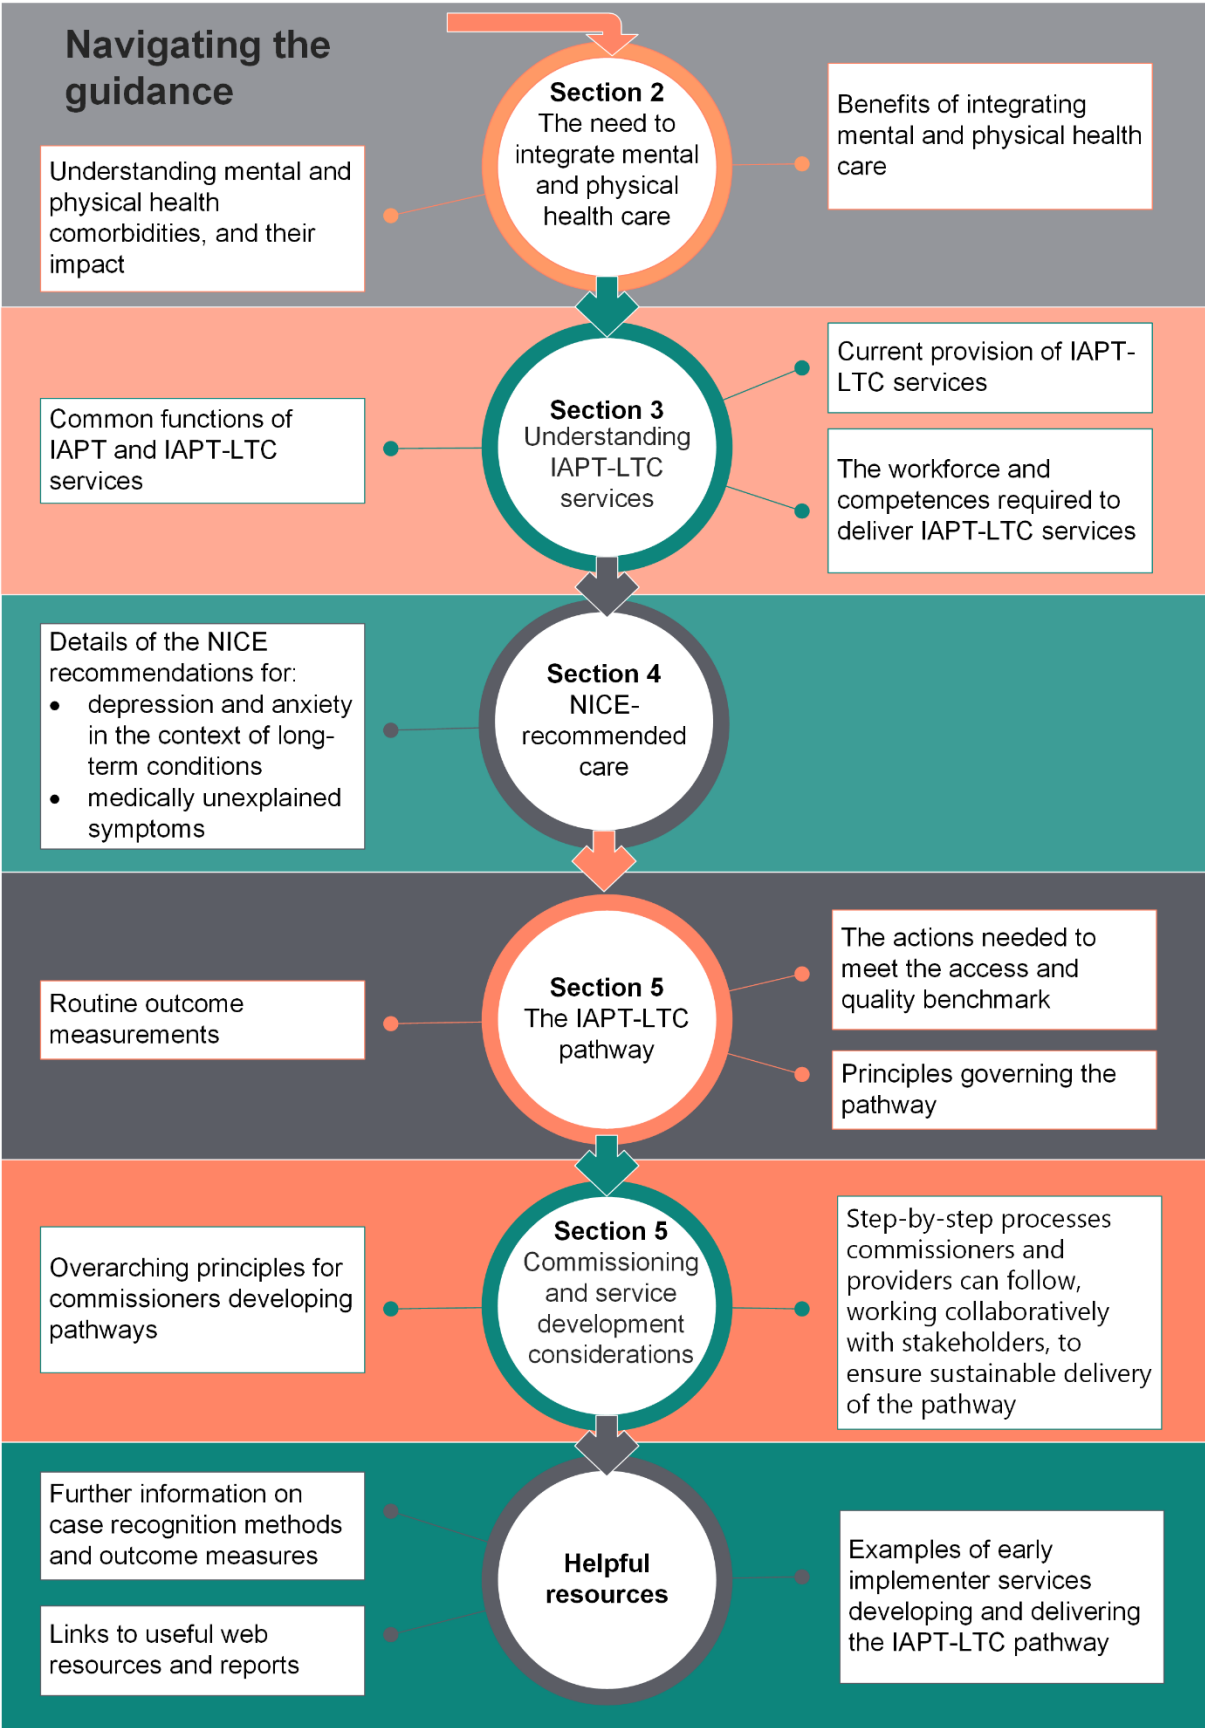 Navigating the
guidance
Section 2
The need to
integrate mental
and physical
health care
Understanding mental and
physical health
comorbidities, and their
impact
Benefits of integrating
mental and physical health
care
Section 3
Understanding
IAPT-LTC
services
Common functions of
IAPT and IAPT-LTC
services
Current provision of IAPT-
LTC services
The workforce and
competences required to
deliver IAPT-LTC services
Section 4
NICE-
recommended
care
Details of the NICE
recommendations for:
• depression and anxiety
in the context of long-
term conditions
• medically unexplained
symptoms
Section 5
The IAPT-LTC
pathway
Routine outcome
measurements
The actions needed to
meet the access and
quality benchmark
Principles governing the
pathway
Section 5
Commissioning
and service
development
considerations
Overarching principles for
commissioners developing
pathways
Step-by-step processes
commissioners and
providers can follow,
working collaboratively
with stakeholders, to
ensure sustainable delivery
of the pathway
Helpful
resources
Further information on
case recognition methods
and outcome measures
Links to useful web
resources and reports
Examples of early
implementer services
developing and delivering
the IAPT-LTC pathway